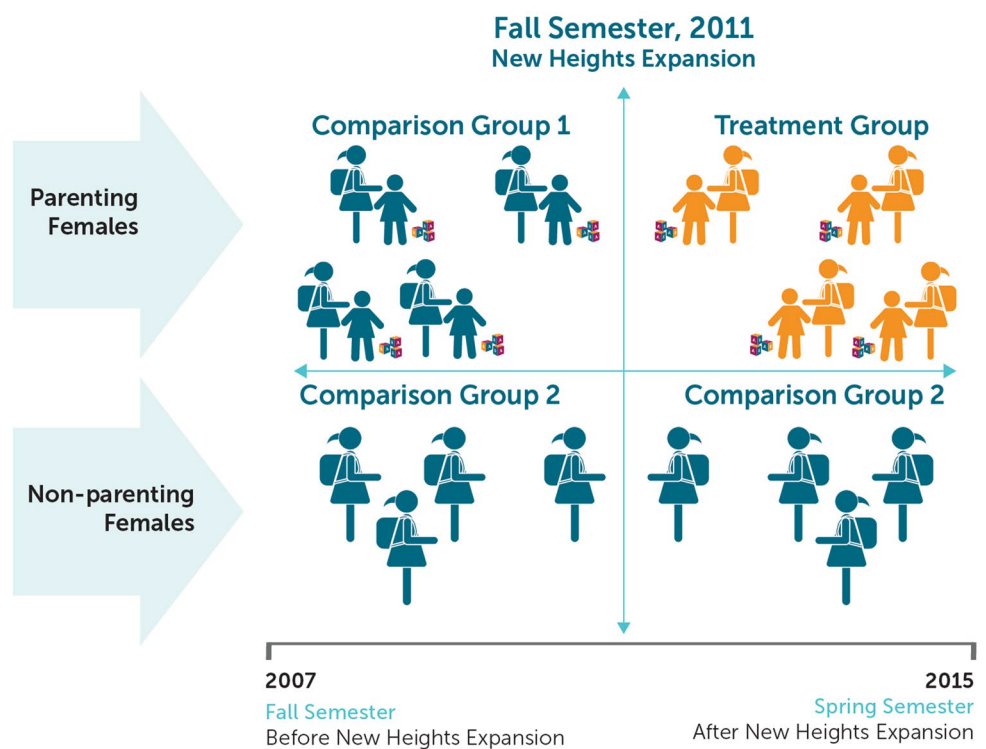 Fall Semester, 2011
New Heights Expansion
Comparison Group 1
Treatment Group
Parenting
Females
Comparison Group 2
Comparison Group 2
Non-parenting
Females
2007
Fall Semester
Before New Heights Expansion
2015
Spring Semester
After New Heights Expansion